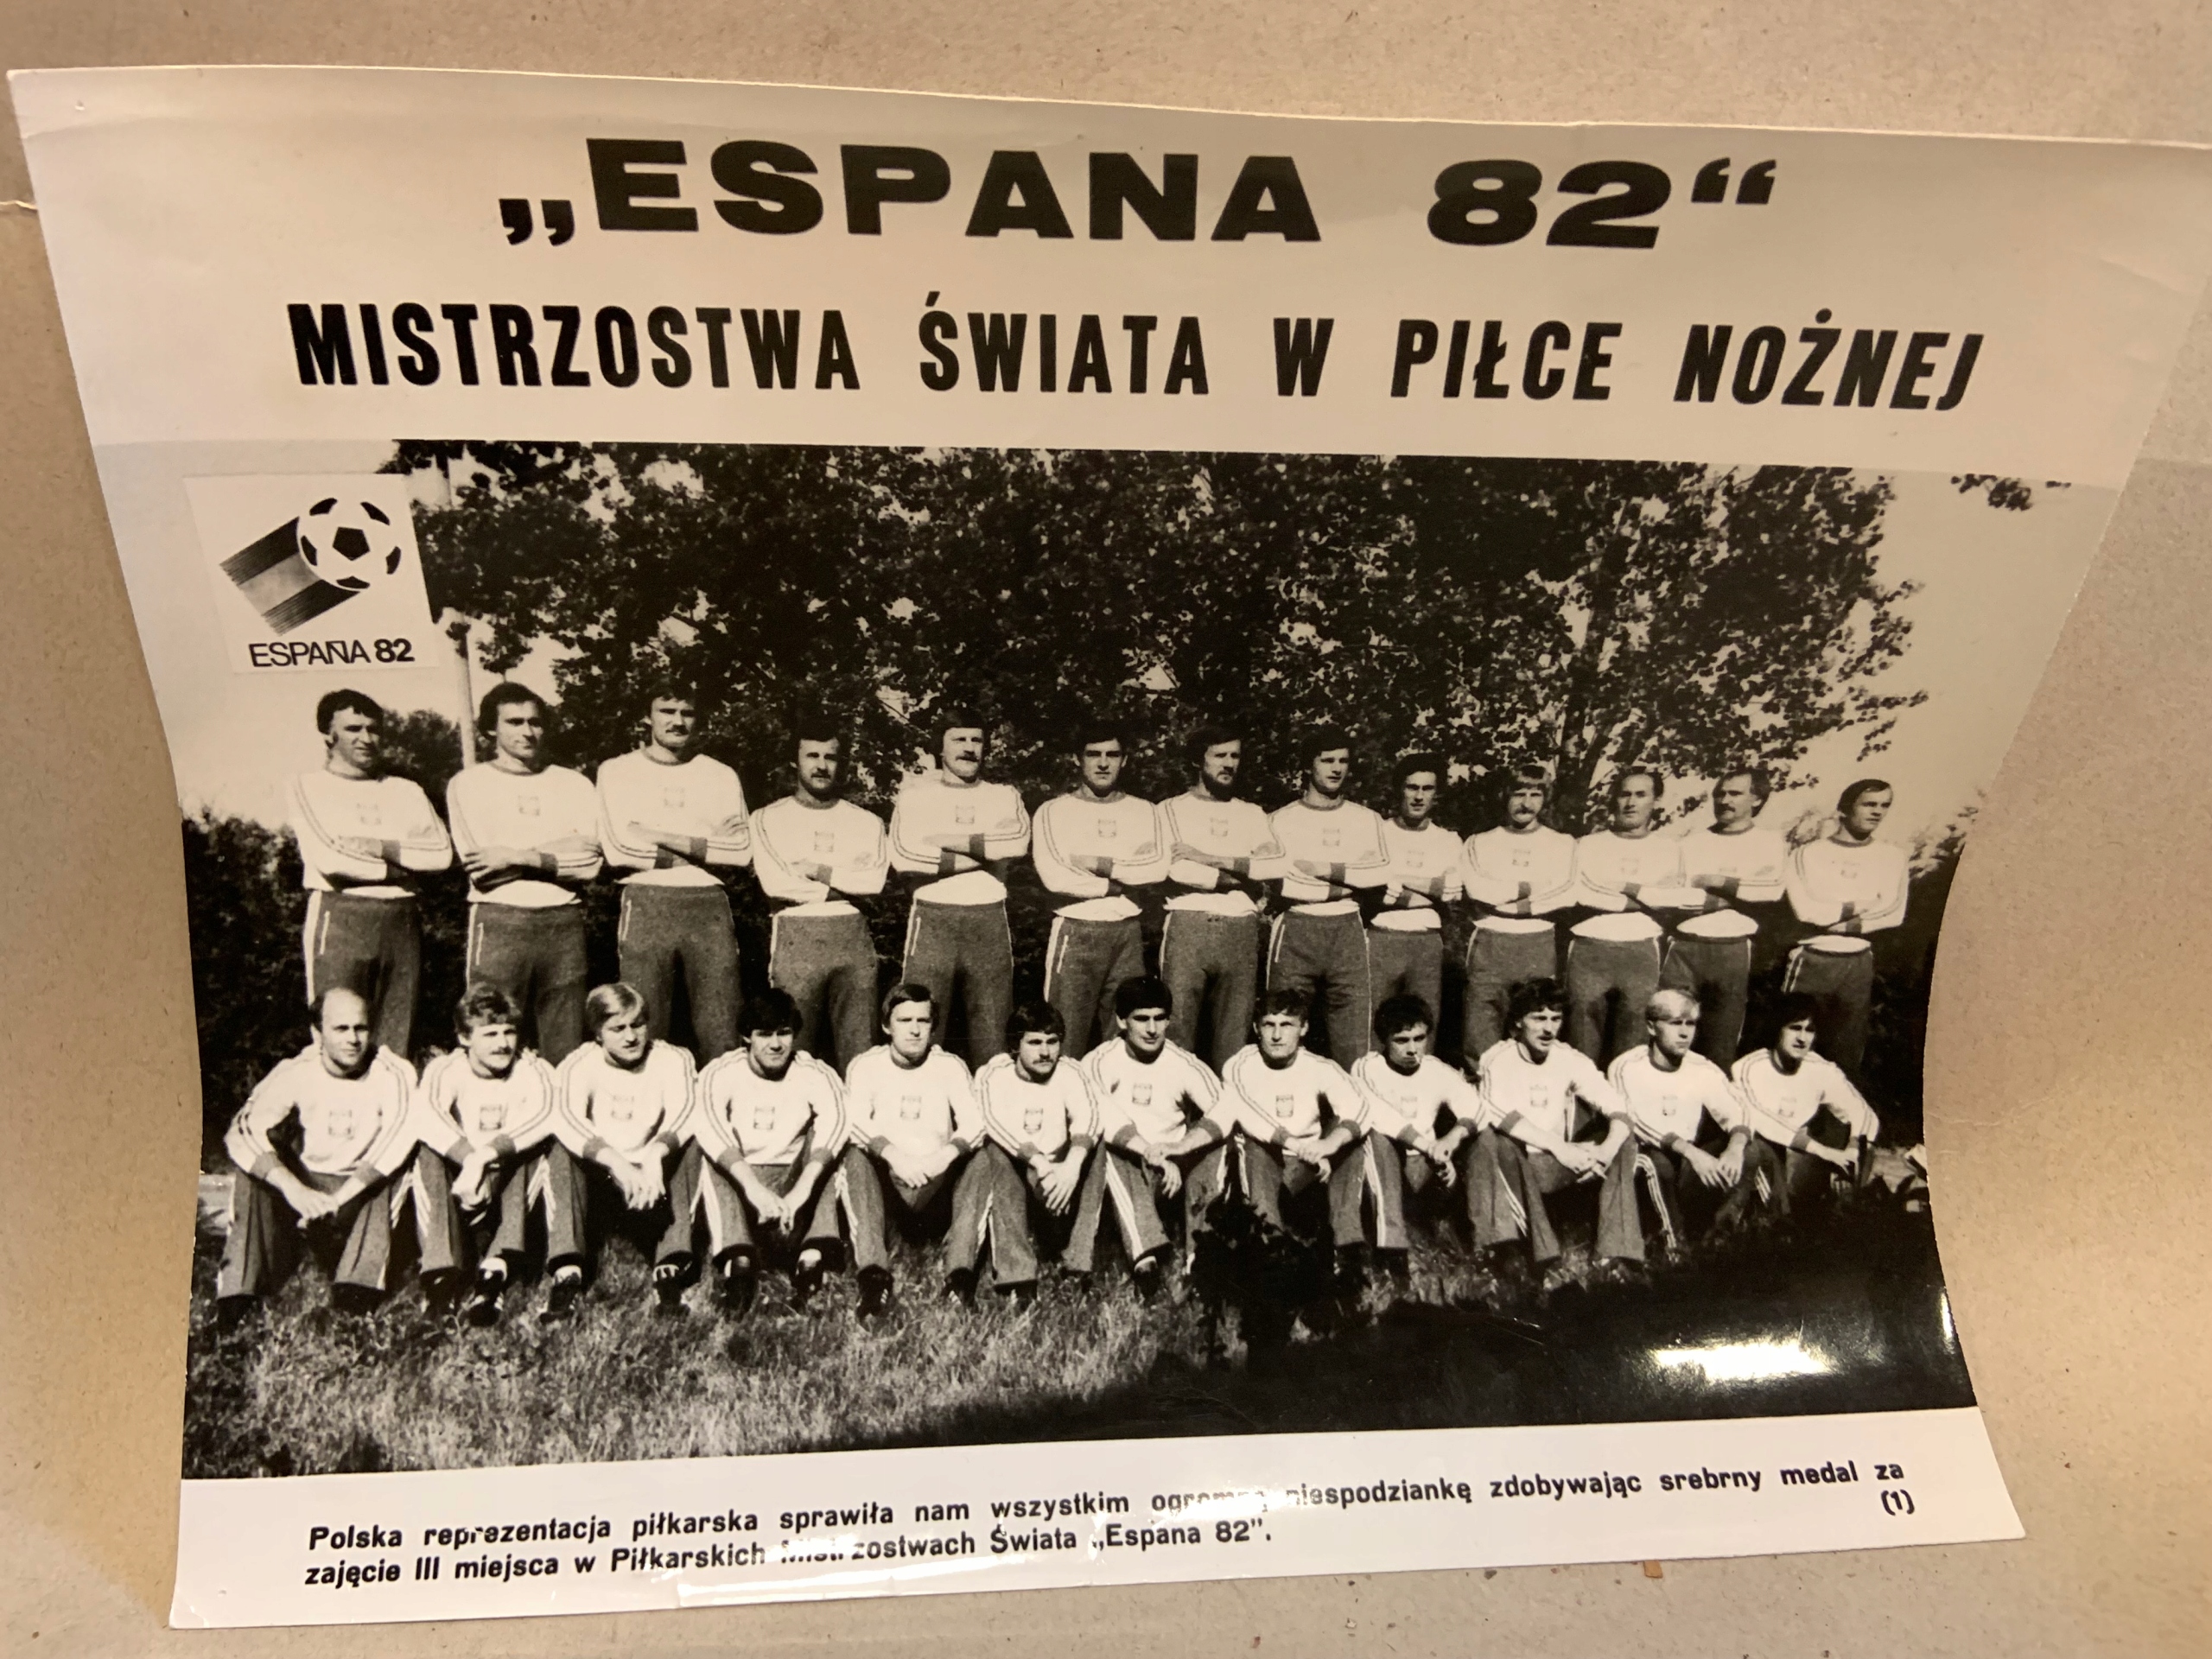 „ESPANA 82“
MISTRZOSTWA ŚWIATA W PIŁCE NOŻNEJ
ESPAÑA 82
Polska reprezentacja piłkarska sprawiła nam wszystkim niespodziankę zdobywając srebrny medal za
zajęcie III miejsca w Piłkarskich Mistrzostwach Świata „Espana 82”.
(1)